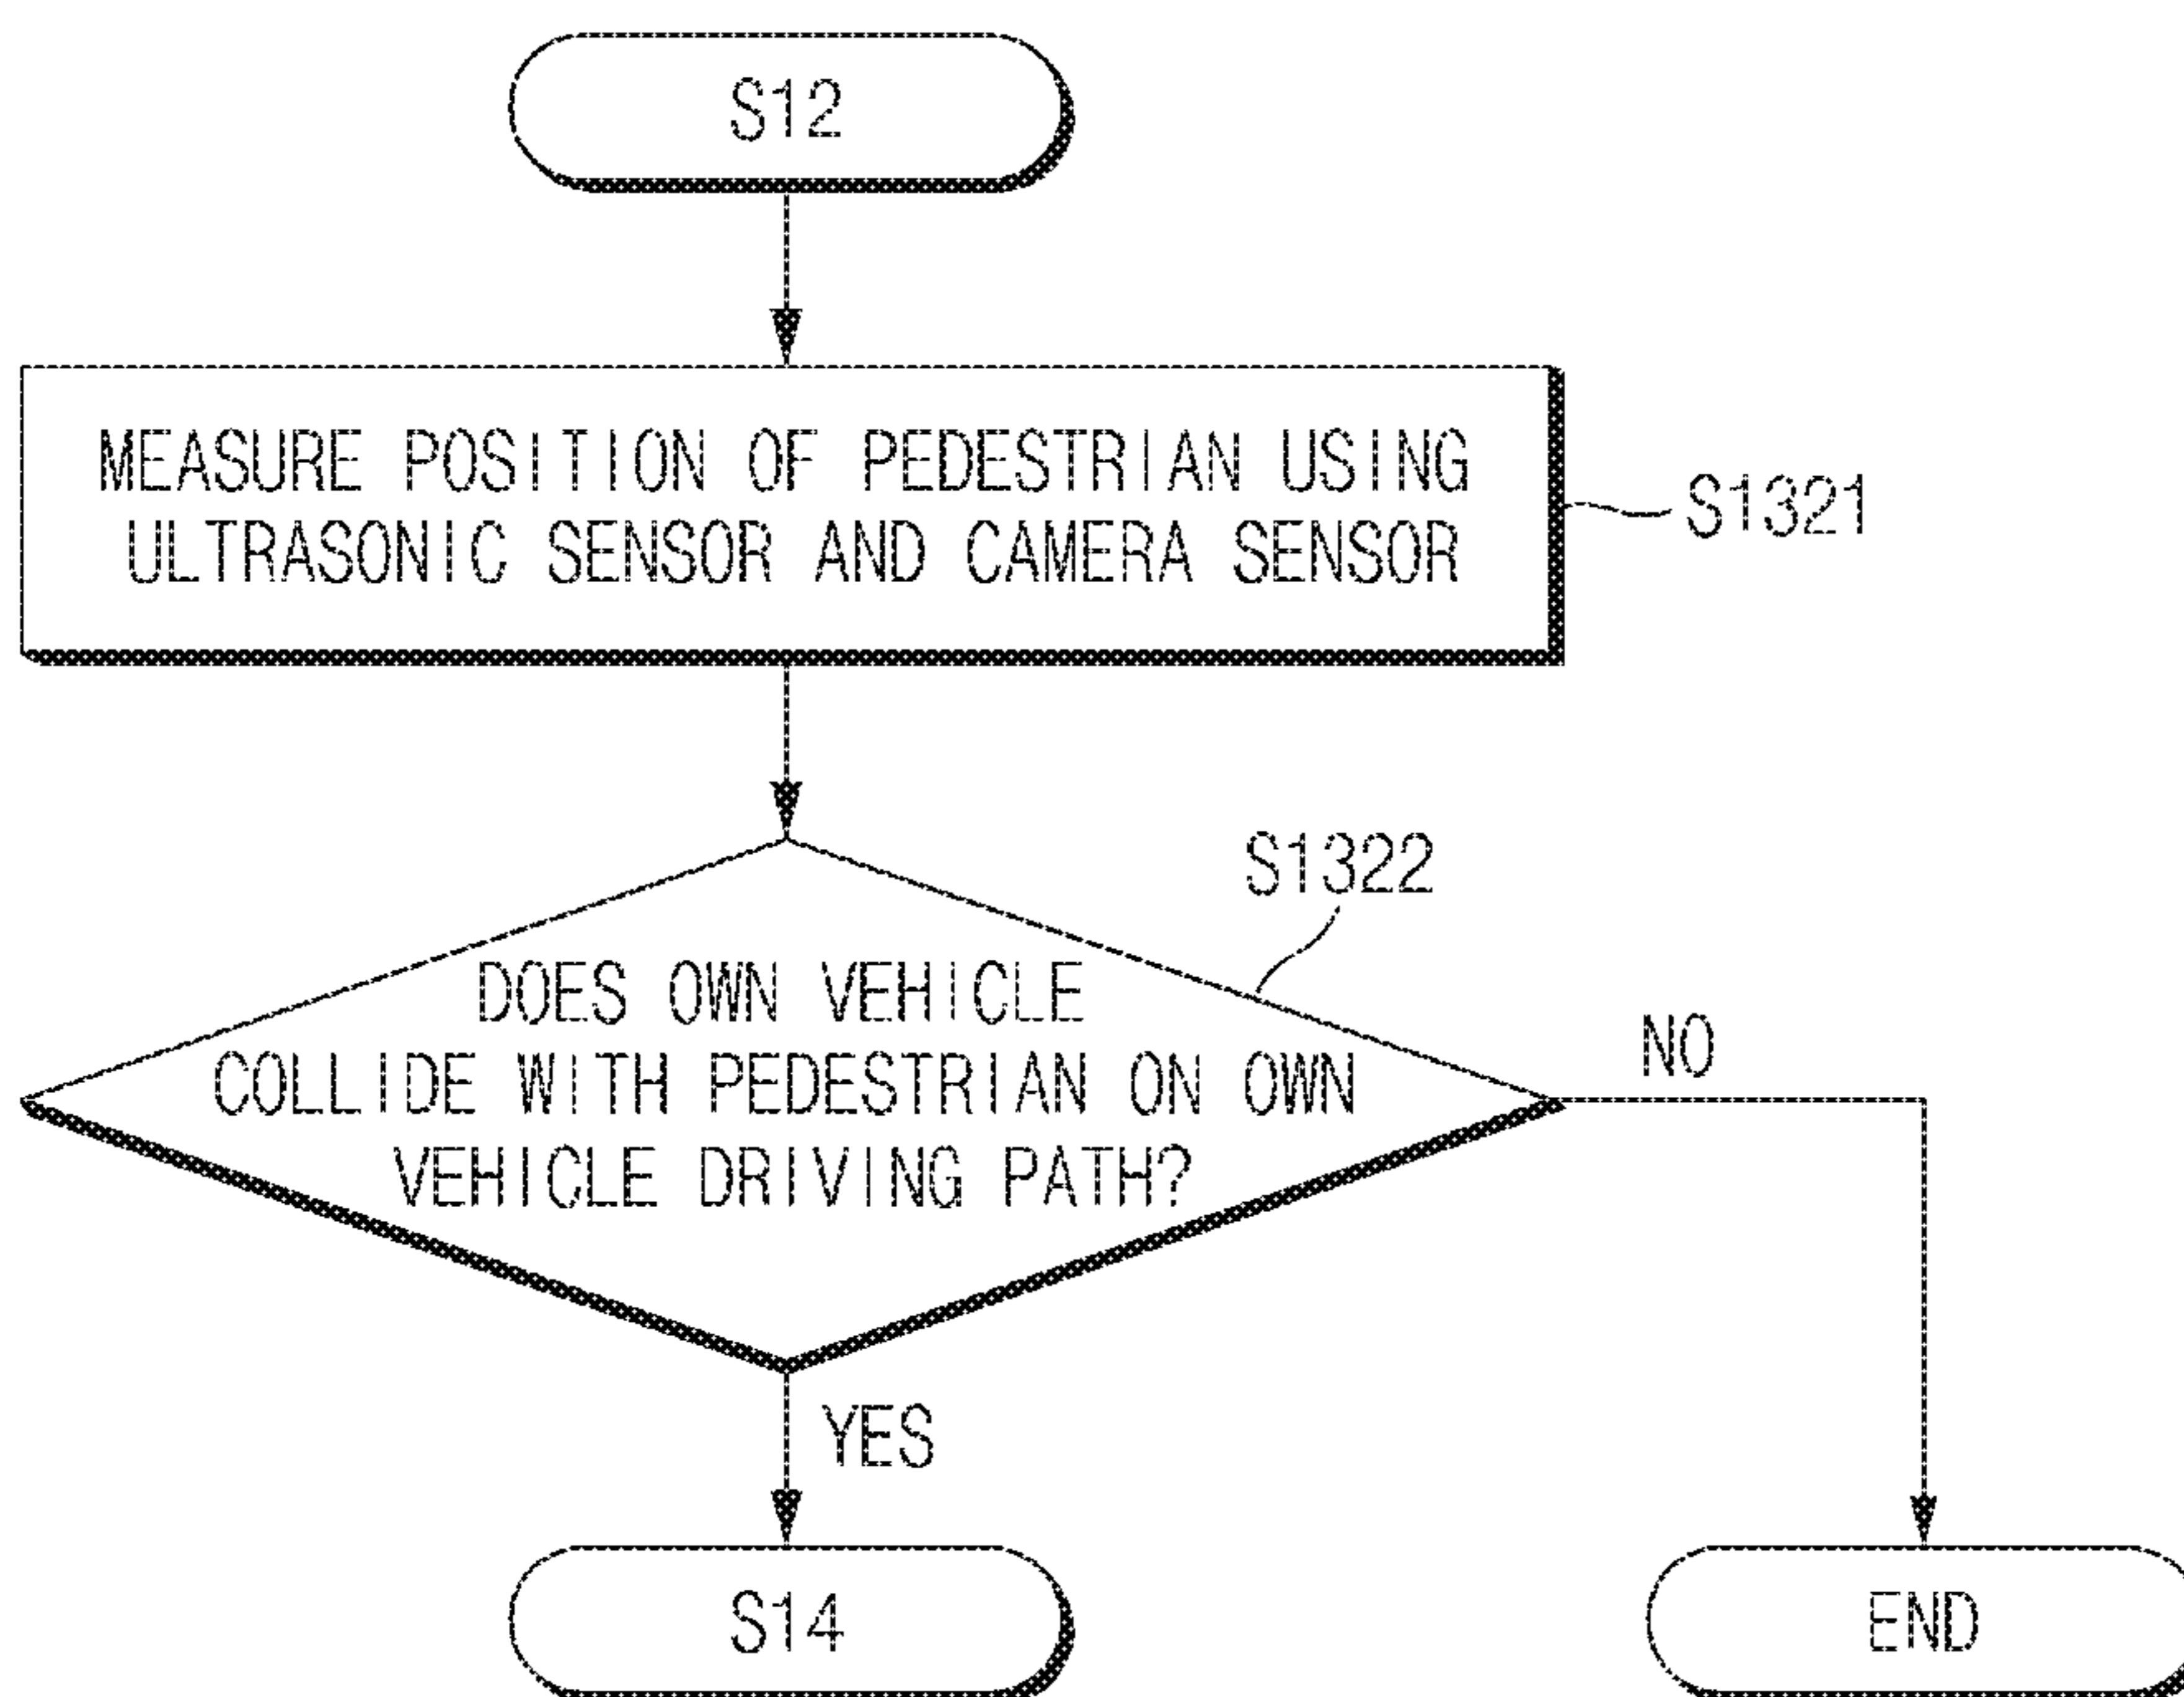 S12
MEASURE POSITION OF PEDESTRIAN USING
ULTRASONIC SENSOR AND CAMERA SENSOR
S1321
S1322
DOES OWN VEHICLE
COLLIDE WITH PEDESTRIAN ON OWN
VEHICLE DRIVING PATH?
NO
YES
S14
END